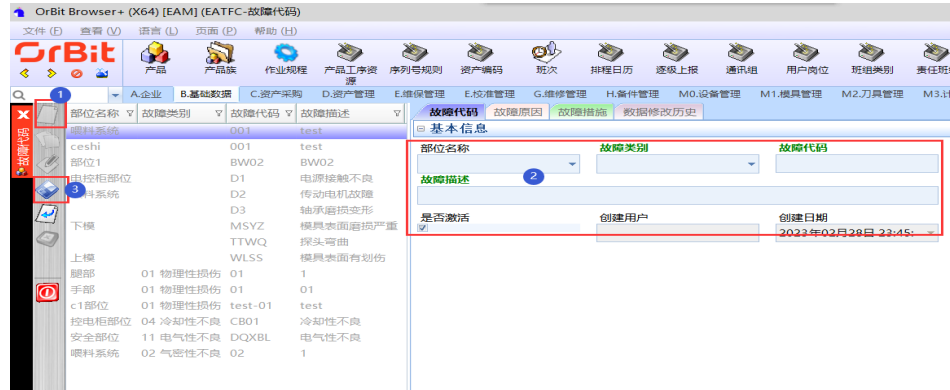 OrBit Browser+ (X64) [EAM] (EATFC-故障代码)
文件 (F) 查看 (V) 语言 (L) 页面 (P) 帮助 (H)
OrBit
产品 产品族 作业规程 产品工序资源 序列号规则 资产编码 班次 排程日历 逐级上报 通讯组 用户岗位 班组类别
A.企业 B.基础数据 C.资产采购 D.资产管理 E.维保管理 E.校准管理 G.维修管理 H.备件管理 M0.设备管理 M1.模具管理 M2.刀具管理
1
故障代码
部位名称 故障类别 故障代码 故障描述
喂料系统 001 test
ceshi 001 test
部位1 BW02 BW02
电控柜部位 D1 电源接触不良
料系统 D2 传动电机故障
D3 轴承磨损变形
下模 MSYZ 模具表面磨损严重
TTWQ 探头弯曲
上模 WLSS 模具表面有划伤
腿部 01 物理性损伤 01 1
手部 01 物理性损伤 01 01
c1部位 01 物理性损伤 test-01 test
控电柜部位 04 冷却性不良 CB01 冷却性不良
安全部位 11 电气性不良 DQXBL 电气性不良
喂料系统 02 气密性不良 02 1
3
故障代码 故障原因 故障措施 数据修改历史
基本信息
部位名称 故障类别 故障代码
2
故障描述
是否激活 创建用户 创建日期
2023年02月28日 23:45: